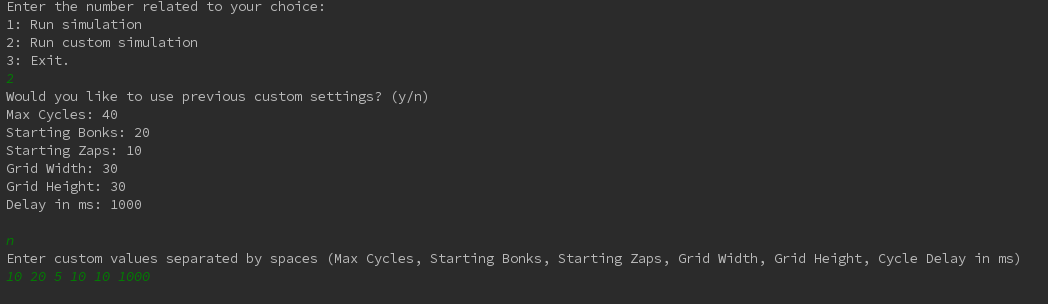 Enter the number related to your choice:
1: Run simulation
2: Run custom simulation
3: Exit.
2
Would you like to use previous custom settings? (y/n)
Max Cycles: 40
Starting Bonks: 20
Starting Zaps: 10
Grid Width: 30
Grid Height: 30
Delay in ms: 1000
n
Enter custom values separated by spaces (Max Cycles, Starting Bonks, Starting Zaps, Grid Width, Grid Height, Cycle Delay in ms)
10 20 5 10 10 1000